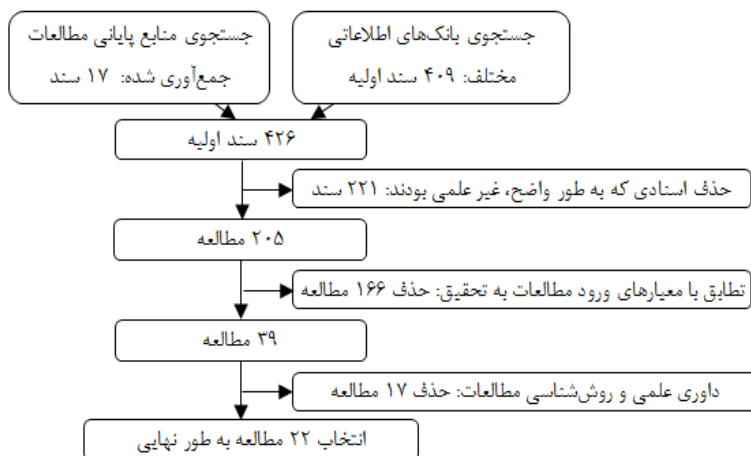 جستجوی بانک‌های اطلاعاتی
مختلف: ۴۰۹ سند اولیه
جستجوی منابع پایانی مطالعات
جمع‌آوری شده: ۱۷ سند
۴۲۶ سند اولیه
حذف اسنادی که به طور واضح، غیر علمی بودند: ۲۲۱ سند
۲۰۵ مطالعه
تطابق با معیارهای ورود مطالعات به تحقیق: حذف ۱۶۶ مطالعه
۳۹ مطالعه
داوری علمی و روش‌شناسی مطالعات: حذف ۱۷ مطالعه
انتخاب ۲۲ مطالعه به طور نهایی